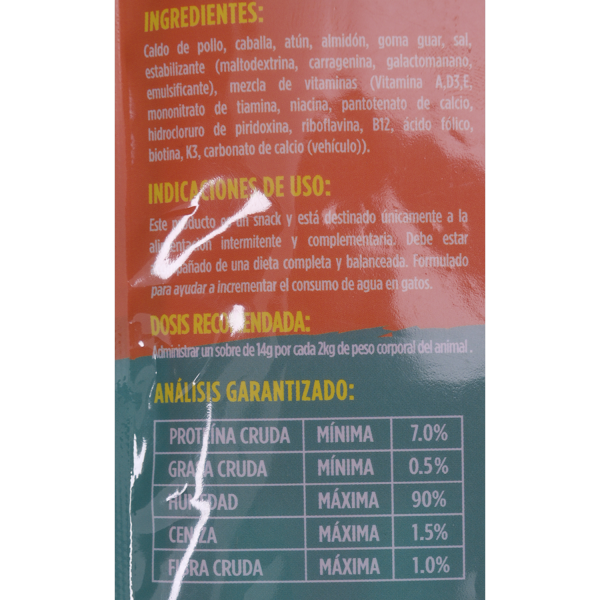 INGREDIENTES:
Caldo de pollo, caballa, atún, almidón, goma guar, sal,
estabilizante (maltodextrina, carragenina, galactomanano,
emulsificante), mezcla de vitaminas (Vitamina A,D3,E,
mononitrato de tiamina, niacina, pantotenato de calcio,
hidrocloruro de piridoxina, riboflavina, B12, ácido fólico,
biotina, K3, carbonato de calcio (vehículo)).
INDICACIONES DE USO:
Este producto es un snack y está destinado únicamente a la
alimentación intermitente y complementaria. Debe estar
acompañado de una dieta completa y balanceada. Formulado
para ayudar a incrementar el consumo de agua en gatos.
DOSIS RECOMENDADA:
Administrar un sobre de 14g por cada 2kg de peso corporal del animal.
ANÁLISIS GARANTIZADO:
PROTEÍNA CRUDA MÍNIMA 7.0%
GRASA CRUDA MÍNIMA 0.5%
HUMEDAD MÁXIMA 90%
CENIZA MÁXIMA 1.5%
FIBRA CRUDA MÁXIMA 1.0%